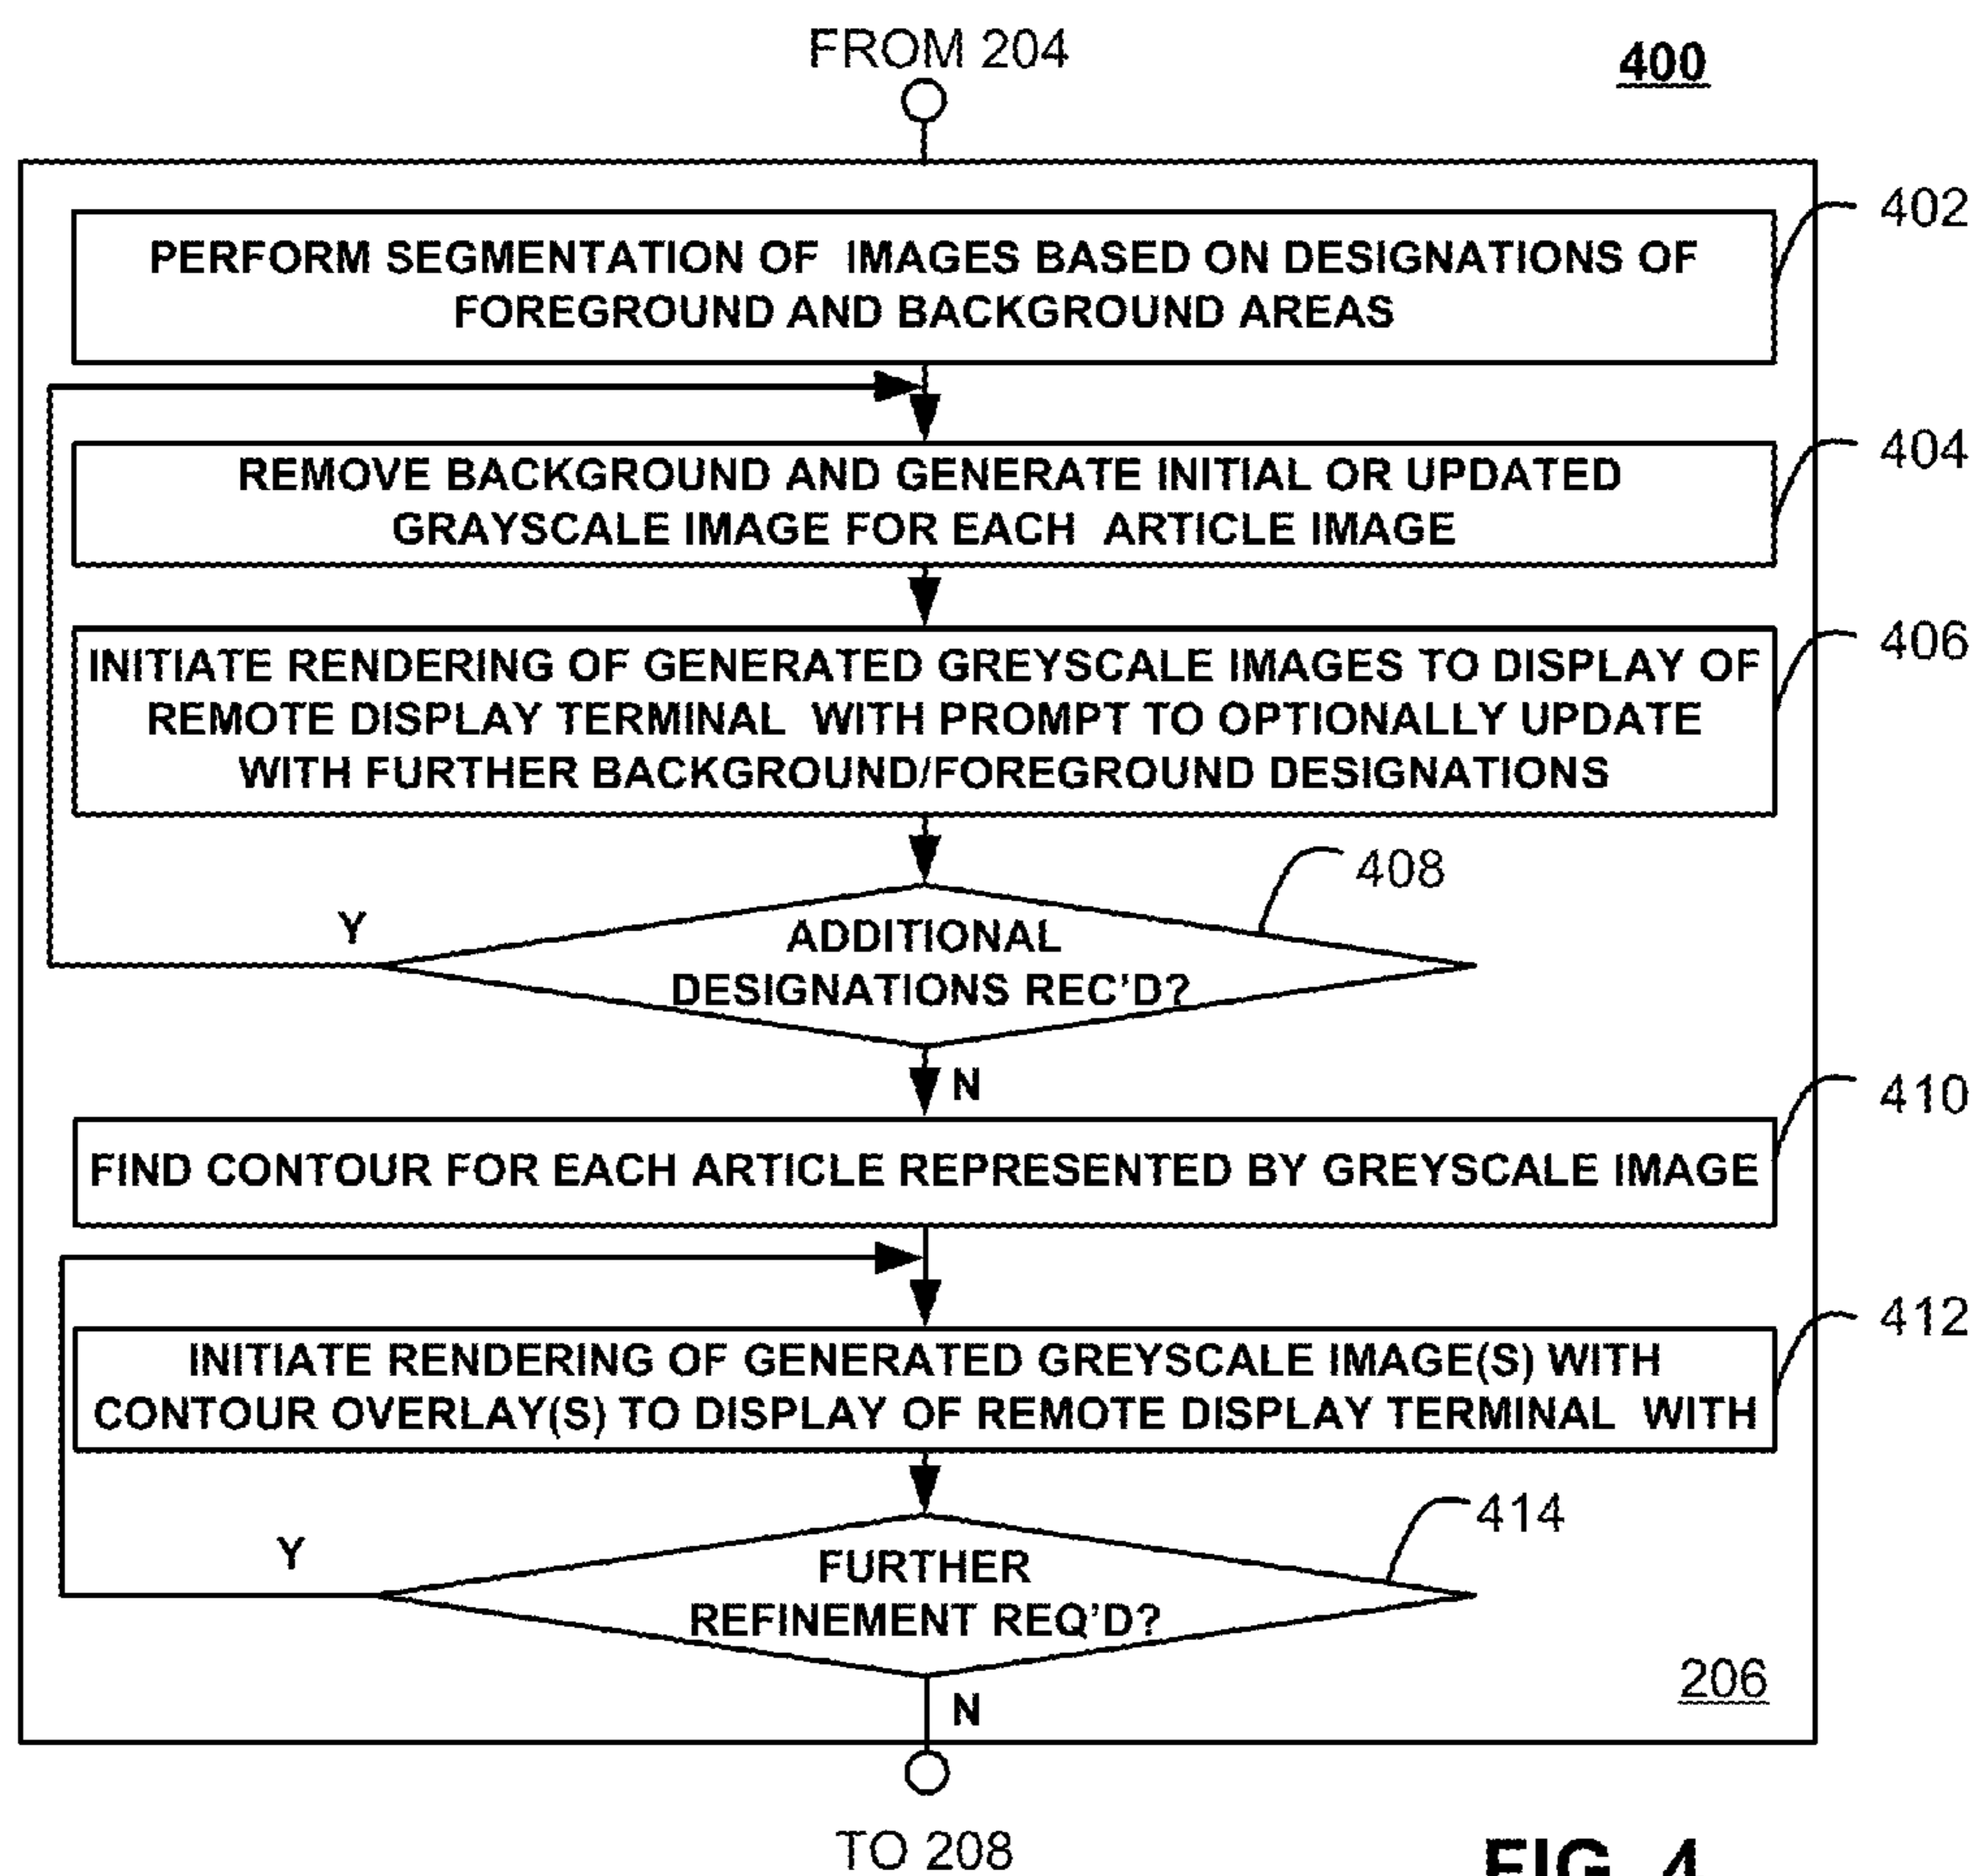 FROM 204
400
402
PERFORM SEGMENTATION OF IMAGES BASED ON DESIGNATIONS OF
FOREGROUND AND BACKGROUND AREAS
404
REMOVE BACKGROUND AND GENERATE INITIAL OR UPDATED
GRAYSCALE IMAGE FOR EACH ARTICLE IMAGE
406
INITIATE RENDERING OF GENERATED GREYSCALE IMAGES TO DISPLAY OF
REMOTE DISPLAY TERMINAL WITH PROMPT TO OPTIONALLY UPDATE
WITH FURTHER BACKGROUND/FOREGROUND DESIGNATIONS
408
Y
ADDITIONAL
DESIGNATIONS REC'D?
N
410
FIND CONTOUR FOR EACH ARTICLE REPRESENTED BY GREYSCALE IMAGE
412
INITIATE RENDERING OF GENERATED GREYSCALE IMAGE(S) WITH
CONTOUR OVERLAY(S) TO DISPLAY OF REMOTE DISPLAY TERMINAL WITH
414
Y
FURTHER
REFINEMENT REQ'D?
206
N
TO 208
FIG. 4